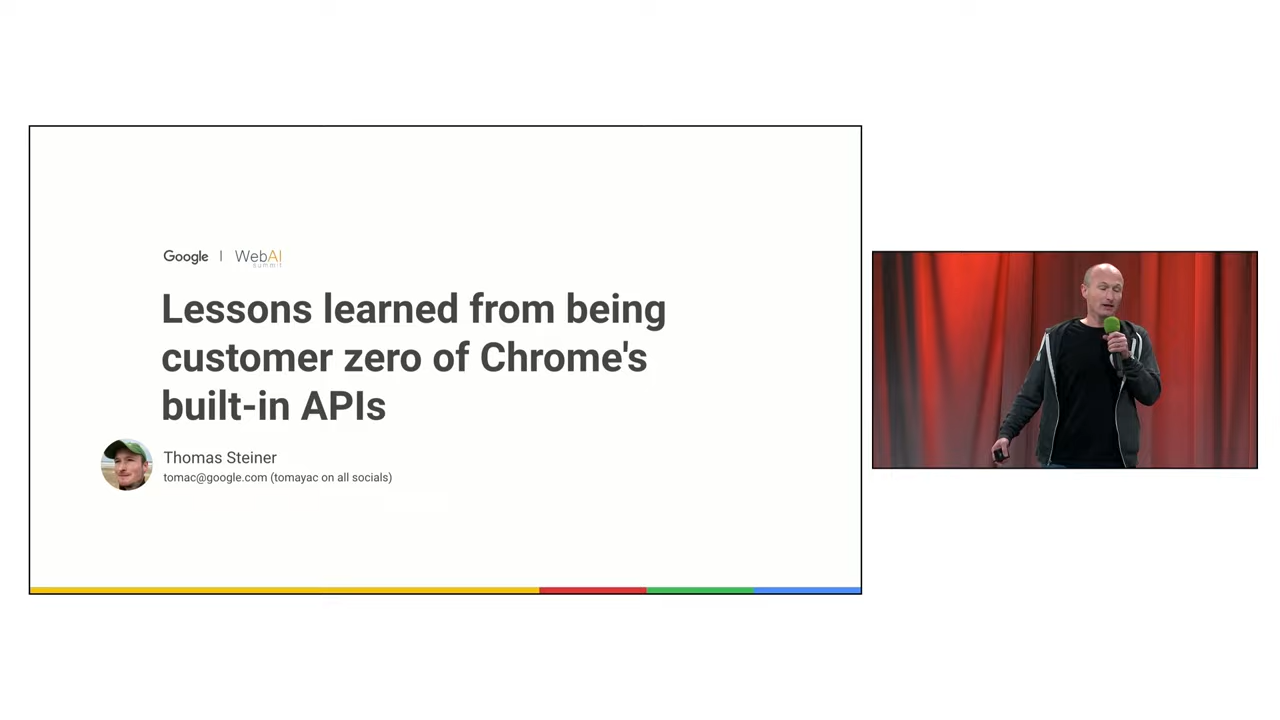 Google | WebAI
summit
Lessons learned from being
customer zero of Chrome's
built-in APIs
Thomas Steiner
tomac@google.com (tomayac on all socials)